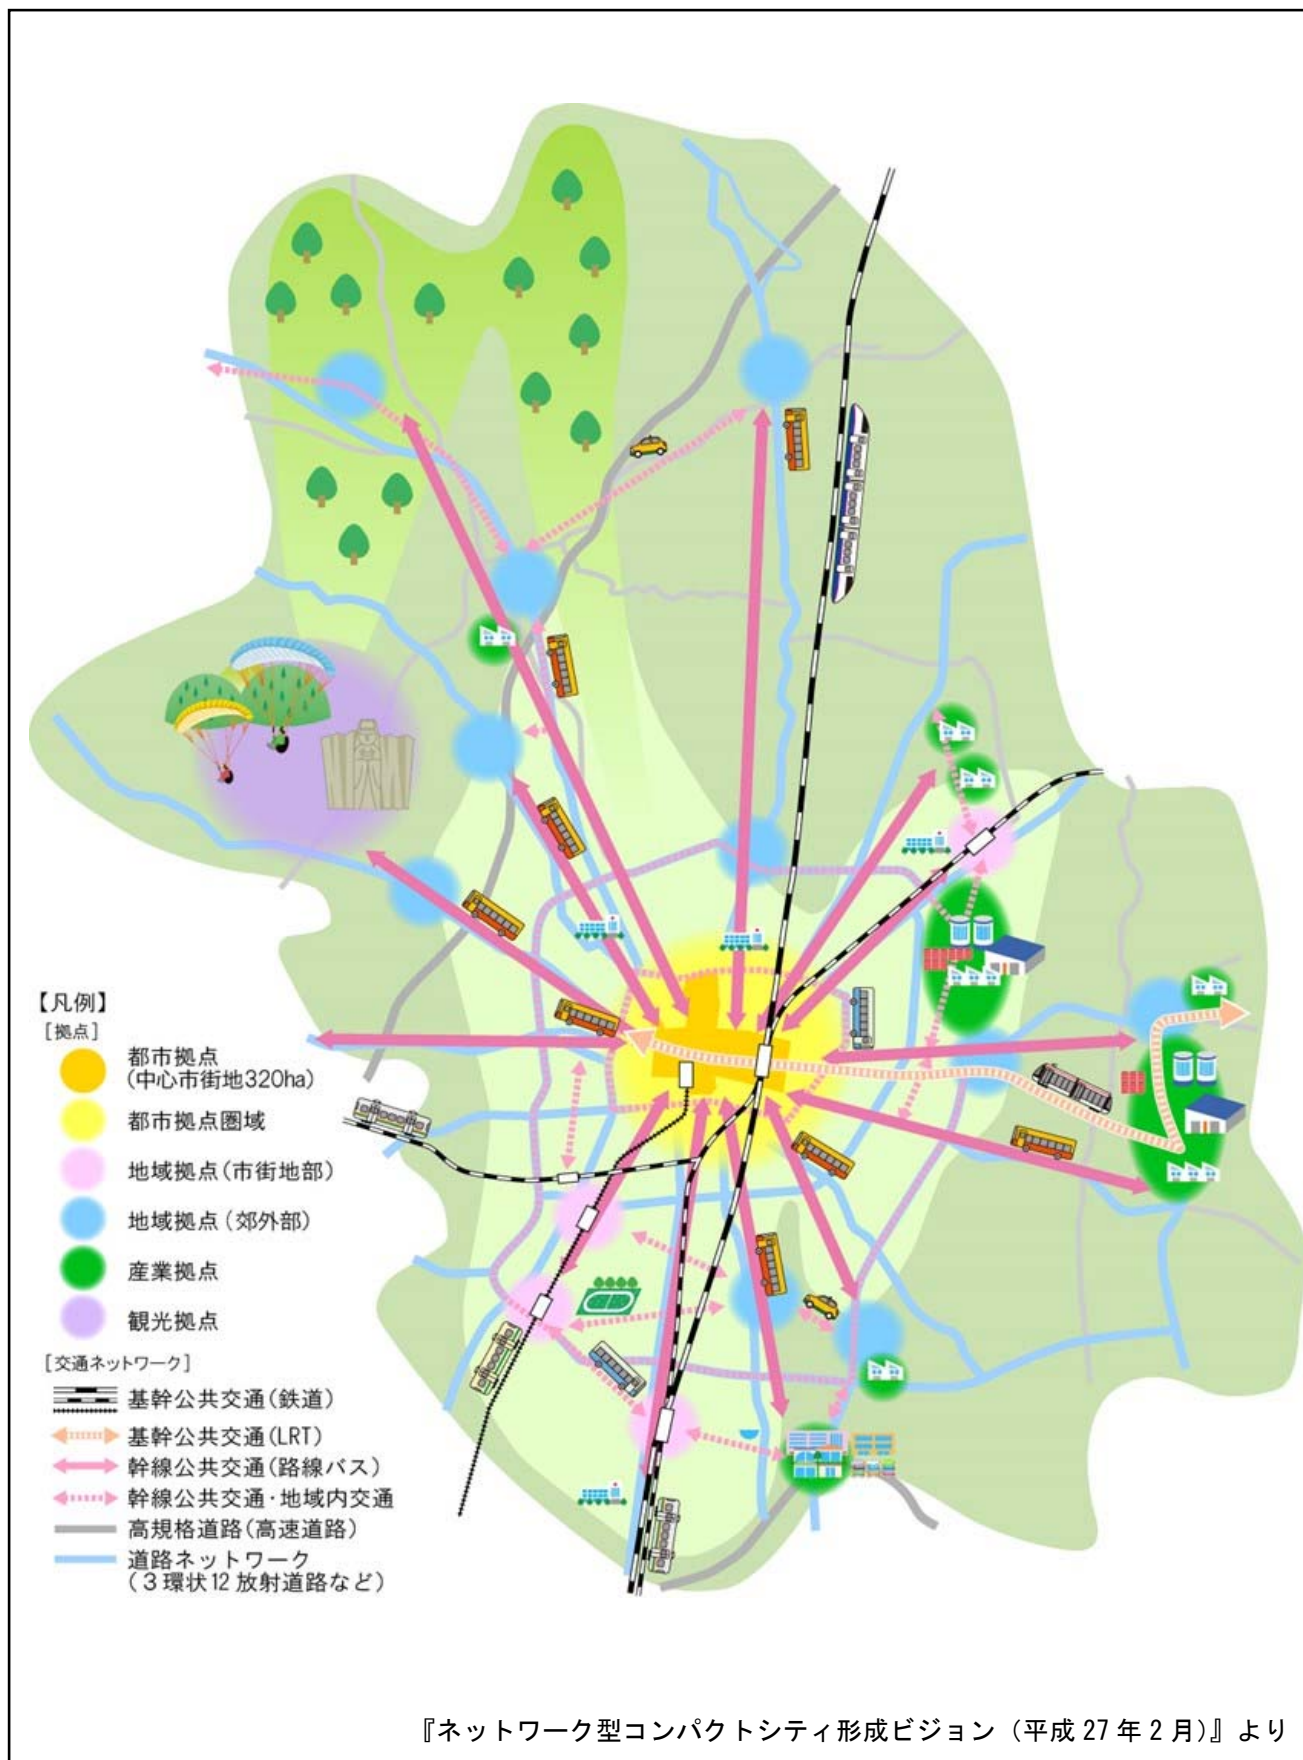 【凡例】
[拠点]
都市拠点
(中心市街地320ha)
都市拠点圏域
地域拠点(市街地部)
地域拠点(郊外部)
産業拠点
観光拠点
[交通ネットワーク]
基幹公共交通(鉄道)
基幹公共交通(LRT)
幹線公共交通(路線バス)
幹線公共交通・地域内交通
高規格道路(高速道路)
道路ネットワーク
(3環状12放射道路など)
『ネットワーク型コンパクトシティ形成ビジョン(平成27年2月)』より